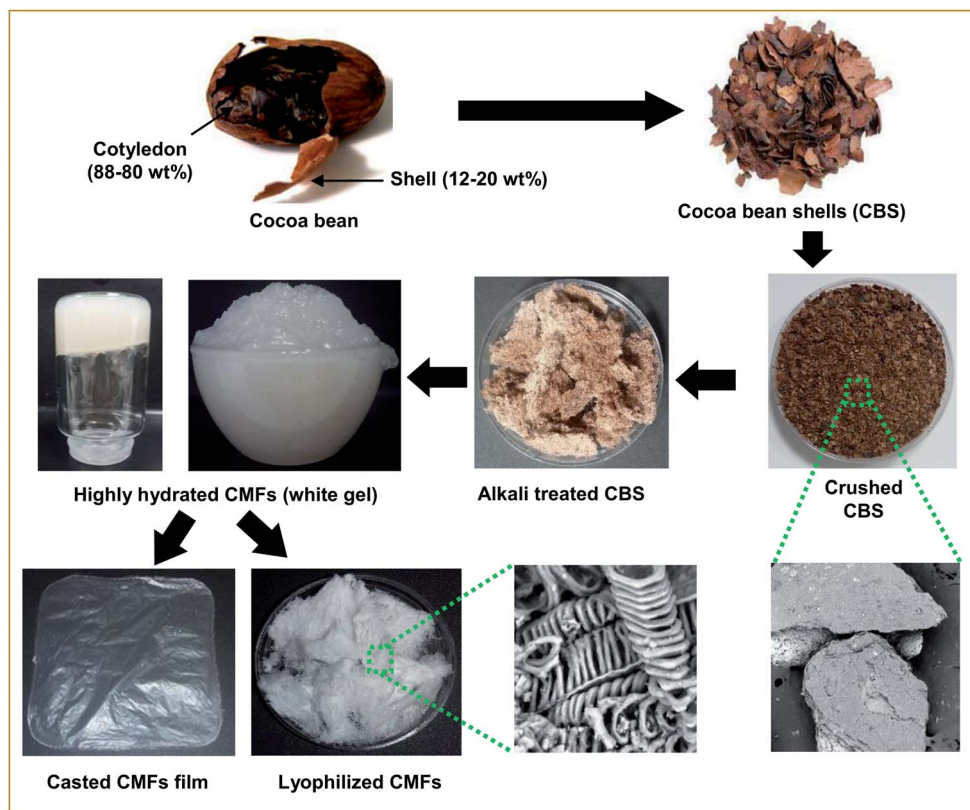 Cotyledon
(88-80 wt%)
Shell (12-20 wt%)
Cocoa bean
Cocoa bean shells (CBS)
Highly hydrated CMFs (white gel)
Alkali treated CBS
Crushed
CBS
Casted CMFs film
Lyophilized CMFs